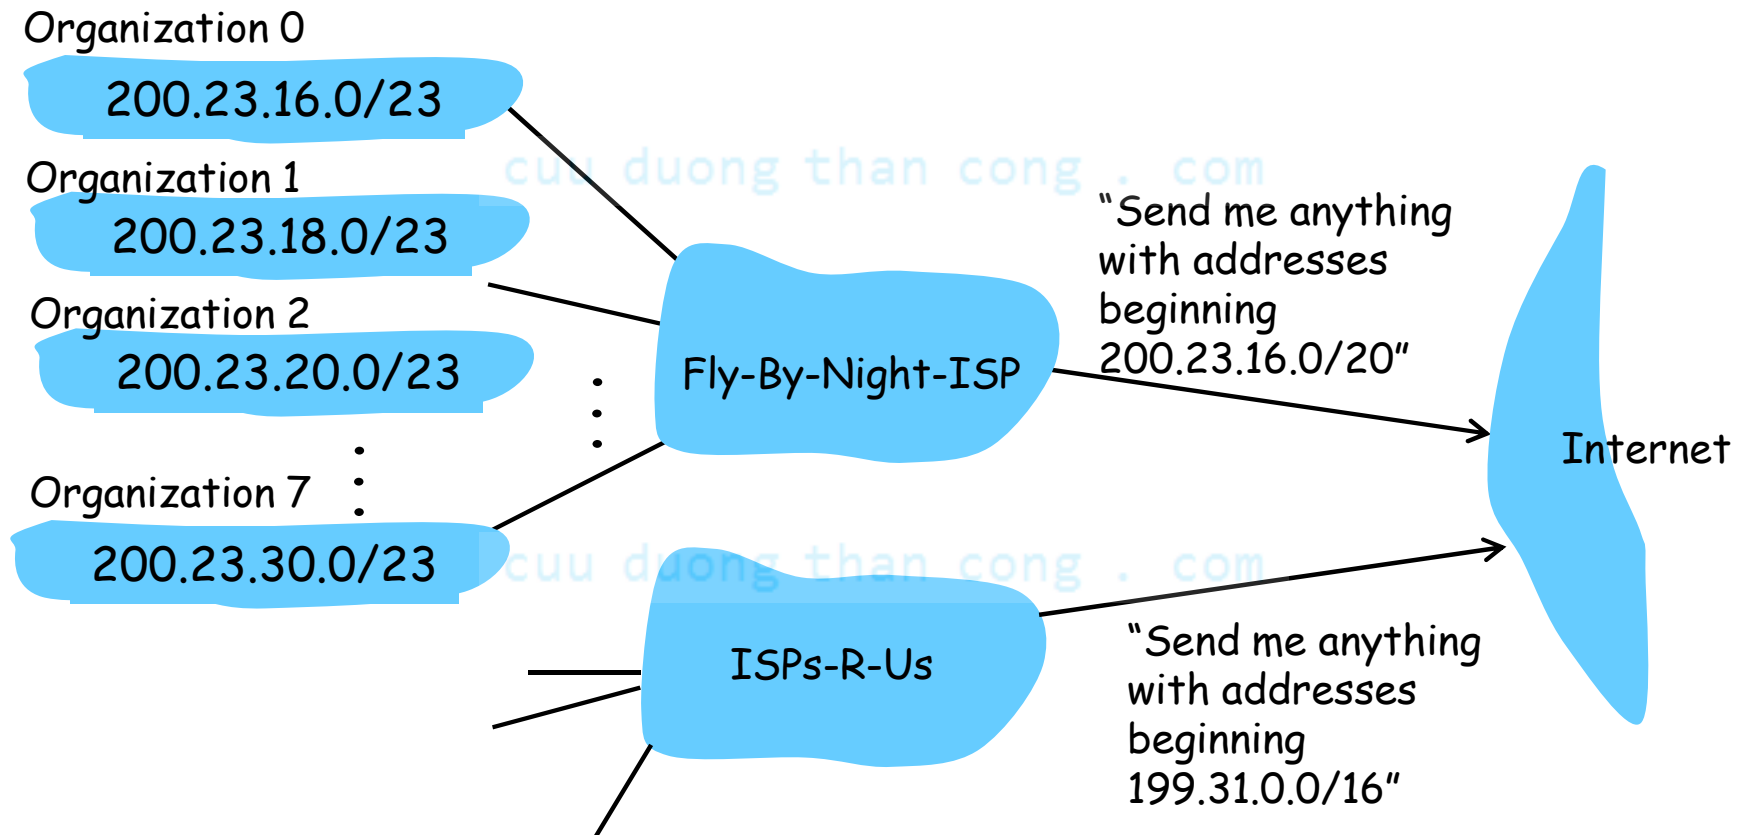 Organization 0
200.23.16.0/23
cuu duong than cong . com
Organization 1
200.23.18.0/23
"Send me anything
with addresses
beginning
200.23.16.0/20"
Organization 2
200.23.20.0/23
Fly-By-Night-ISP
Internet
Organization 7
200.23.30.0/23
cuu duong than cong . com
ISPs-R-Us
"Send me anything
with addresses
beginning
199.31.0.0/16"